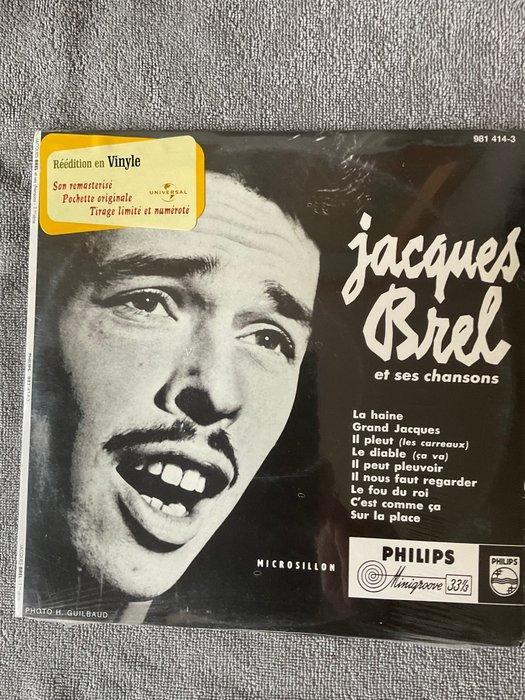 981 414-3
Réédition en Vinyle
Son remasterisé
Pochette originale
Tirage limité et numéroté
UNIVERSAL
jacques
Brel
et ses chansons
La haine
Grand Jacques
Il pleut (les carreaux)
Le diable (ça va)
Il peut pleuvoir
Il nous faut regarder
Le fou du roi
C'est comme ça
Sur la place
MICROSILLON
PHILIPS
Minigroove 33 1/3
PHILIPS
PHOTO H. GUILBAUD